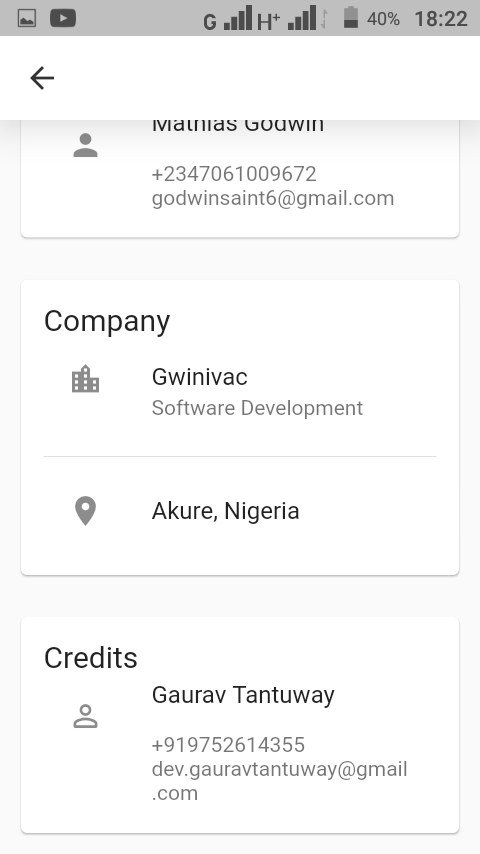 G H+ 40% 18:22
Mathias Godwin
+2347061009672
godwinsaint6@gmail.com
Company
Gwinivac
Software Development
Akure, Nigeria
Credits
Gaurav Tantuway
+919752614355
dev.gauravtantuway@gmail
.com